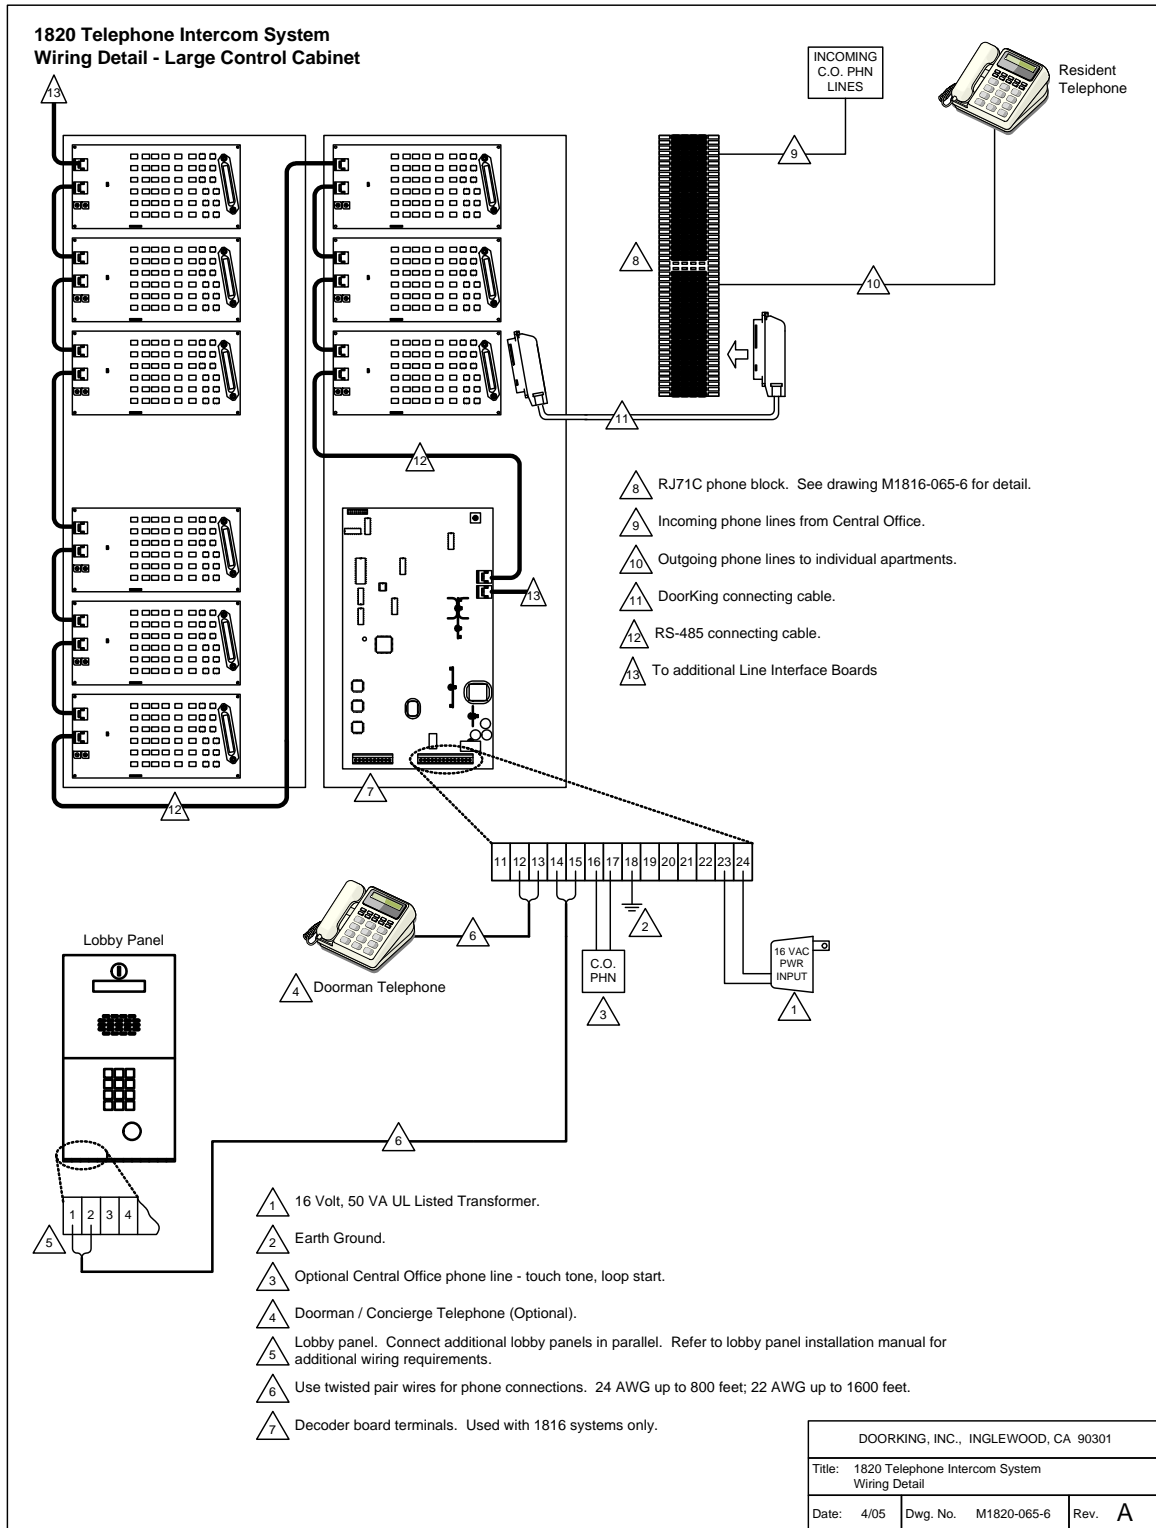 1820 Telephone Intercom System
Wiring Detail - Large Control Cabinet
13
INCOMING
C.O. PHN
LINES
Resident
Telephone
9
8
10
11
12
13
12
7
8 RJ71C phone block. See drawing M1816-065-6 for detail.
9 Incoming phone lines from Central Office.
10 Outgoing phone lines to individual apartments.
11 DoorKing connecting cable.
12 RS-485 connecting cable.
13 To additional Line Interface Boards
11 12 13 14 15 16 17 18 19 20 21 22 23 24
6
2
C.O.
PHN
3
16 VAC
PWR
INPUT
1
4 Doorman Telephone
Lobby Panel
6
1 2 3 4
5
1 16 Volt, 50 VA UL Listed Transformer.
2 Earth Ground.
3 Optional Central Office phone line - touch tone, loop start.
4 Doorman / Concierge Telephone (Optional).
5 Lobby panel. Connect additional lobby panels in parallel. Refer to lobby panel installation manual for
additional wiring requirements.
6 Use twisted pair wires for phone connections. 24 AWG up to 800 feet; 22 AWG up to 1600 feet.
7 Decoder board terminals. Used with 1816 systems only.
DOORKING, INC., INGLEWOOD, CA 90301
Title: 1820 Telephone Intercom System
Wiring Detail
Date: 4/05 Dwg. No. M1820-065-6 Rev. A